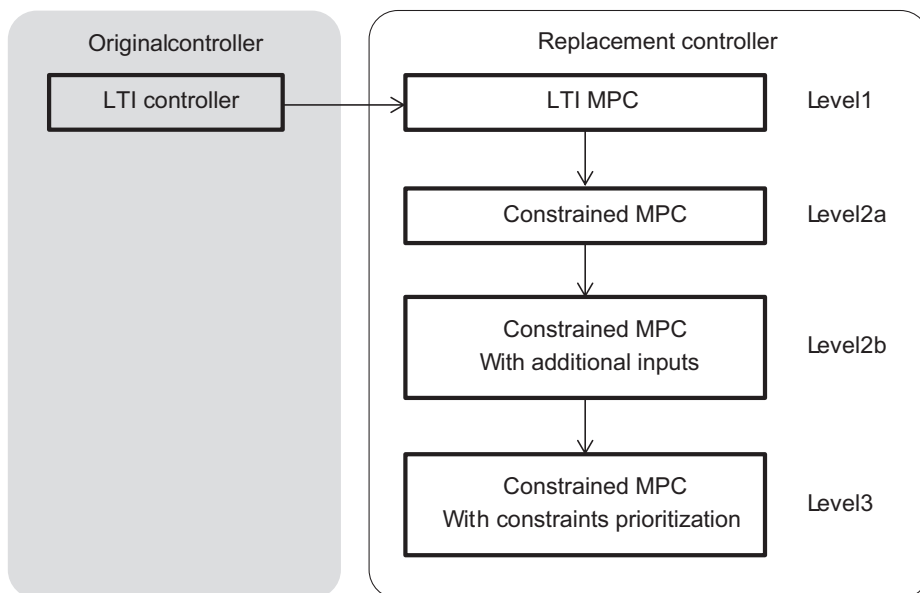 Originalcontroller
LTI controller
Replacement controller
LTI MPC
Level1
Constrained MPC
Level2a
Constrained MPC
With additional inputs
Level2b
Constrained MPC
With constraints prioritization
Level3